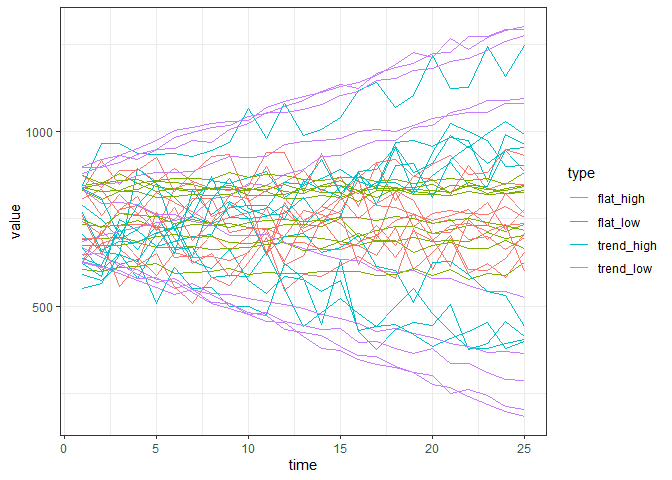 1000
500
value
0
5
10
15
20
25
time
type
flat_high
flat_low
trend_high
trend_low